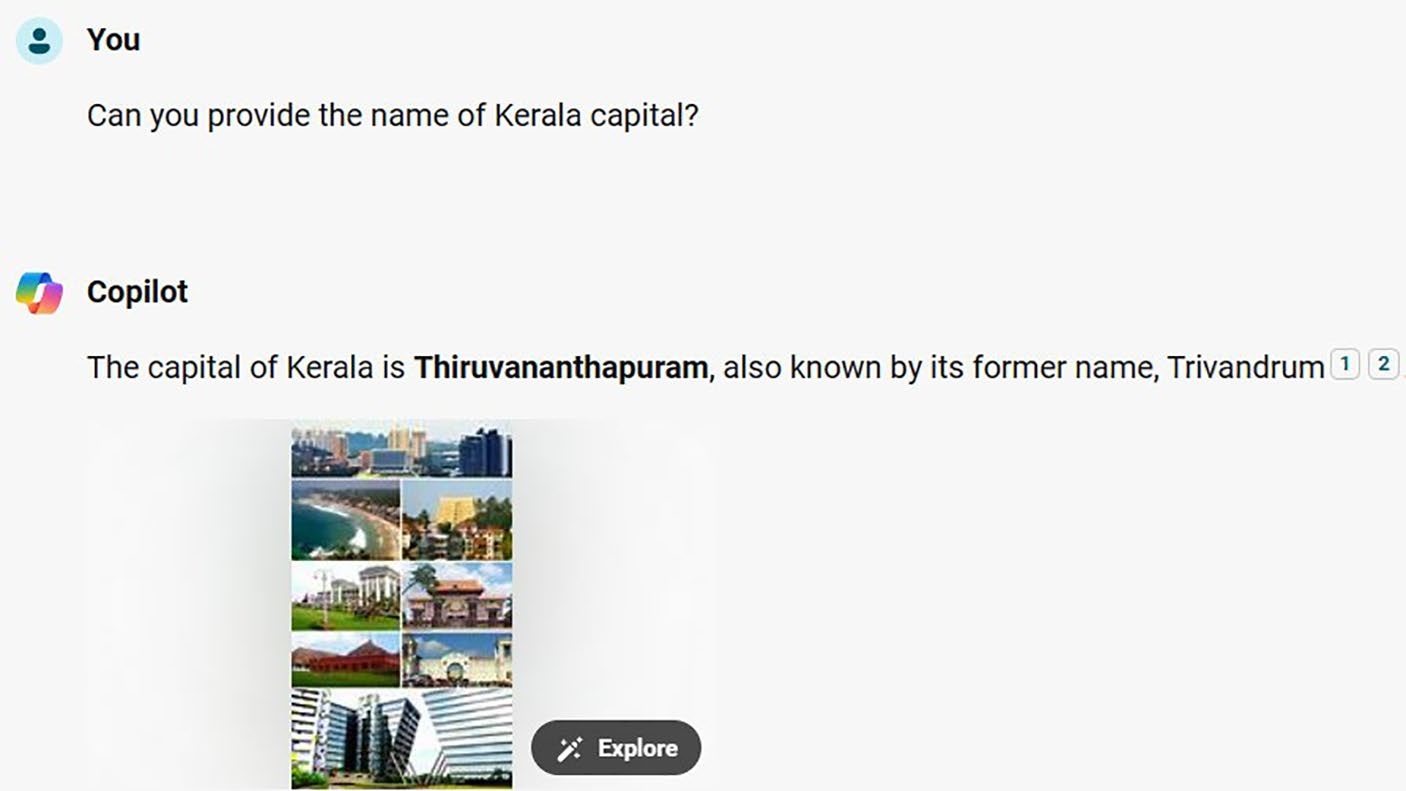 You
Can you provide the name of Kerala capital?
Copilot
The capital of Kerala is Thiruvananthapuram, also known by its former name, Trivandrum 1 2 .
Explore